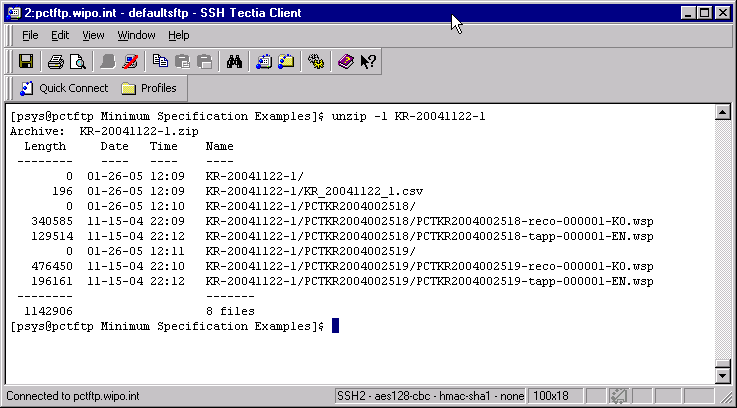 2:pctftp.wipo.int - defaultsftp - SSH Tectia Client
File Edit View Window Help
Quick Connect Profiles
[psys@pctftp Minimum Specification Examples]$ unzip -l KR-20041122-1
Archive:  KR-20041122-1.zip
  Length     Date   Time    Name
 --------    ----   ----    ----
        0  01-26-05 12:09   KR-20041122-1/
      196  01-26-05 12:09   KR-20041122-1/KR_20041122_1.csv
        0  01-26-05 12:10   KR-20041122-1/PCTKR2004002518/
   340585  11-15-04 22:09   KR-20041122-1/PCTKR2004002518/PCTKR2004002518-reco-000001-KO.wsp
   129514  11-15-04 22:12   KR-20041122-1/PCTKR2004002518/PCTKR2004002518-tapp-000001-EN.wsp
        0  01-26-05 12:11   KR-20041122-1/PCTKR2004002519/
   476450  11-15-04 22:10   KR-20041122-1/PCTKR2004002519/PCTKR2004002519-reco-000001-KO.wsp
   196161  11-15-04 22:12   KR-20041122-1/PCTKR2004002519/PCTKR2004002519-tapp-000001-EN.wsp
 --------                   -------
  1142906                   8 files
[psys@pctftp Minimum Specification Examples]$
Connected to pctftp.wipo.int SSH2 - aes128-cbc - hmac-sha1 - none 100x18